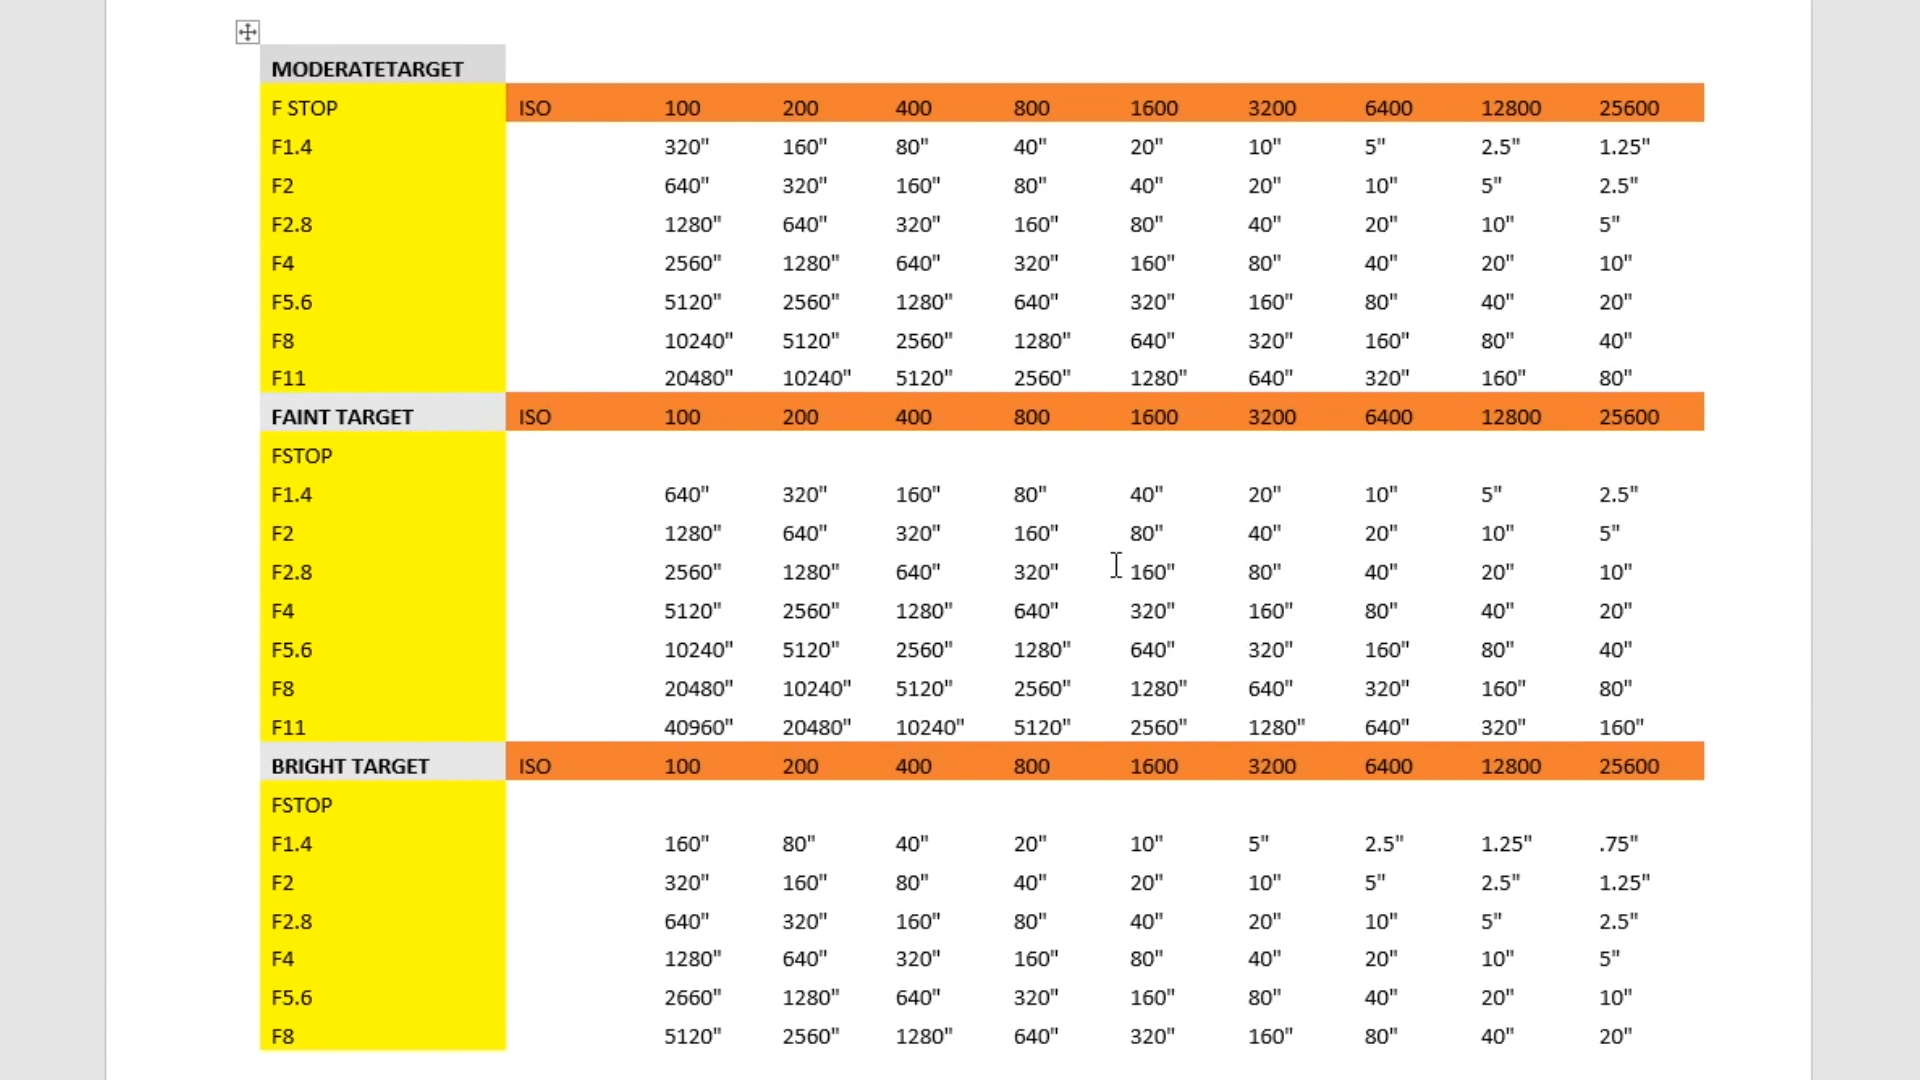 MODERATETARGET
F STOP ISO 100 200 400 800 1600 3200 6400 12800 25600
F1.4 320" 160" 80" 40" 20" 10" 5" 2.5" 1.25"
F2 640" 320" 160" 80" 40" 20" 10" 5" 2.5"
F2.8 1280" 640" 320" 160" 80" 40" 20" 10" 5"
F4 2560" 1280" 640" 320" 160" 80" 40" 20" 10"
F5.6 5120" 2560" 1280" 640" 320" 160" 80" 40" 20"
F8 10240" 5120" 2560" 1280" 640" 320" 160" 80" 40"
F11 20480" 10240" 5120" 2560" 1280" 640" 320" 160" 80"
FAINT TARGET ISO 100 200 400 800 1600 3200 6400 12800 25600
FSTOP
F1.4 640" 320" 160" 80" 40" 20" 10" 5" 2.5"
F2 1280" 640" 320" 160" 80" 40" 20" 10" 5"
F2.8 2560" 1280" 640" 320" 160" 80" 40" 20" 10"
F4 5120" 2560" 1280" 640" 320" 160" 80" 40" 20"
F5.6 10240" 5120" 2560" 1280" 640" 320" 160" 80" 40"
F8 20480" 10240" 5120" 2560" 1280" 640" 320" 160" 80"
F11 40960" 20480" 10240" 5120" 2560" 1280" 640" 320" 160"
BRIGHT TARGET ISO 100 200 400 800 1600 3200 6400 12800 25600
FSTOP
F1.4 160" 80" 40" 20" 10" 5" 2.5" 1.25" .75"
F2 320" 160" 80" 40" 20" 10" 5" 2.5" 1.25"
F2.8 640" 320" 160" 80" 40" 20" 10" 5" 2.5"
F4 1280" 640" 320" 160" 80" 40" 20" 10" 5"
F5.6 2660" 1280" 640" 320" 160" 80" 40" 20" 10"
F8 5120" 2560" 1280" 640" 320" 160" 80" 40" 20"